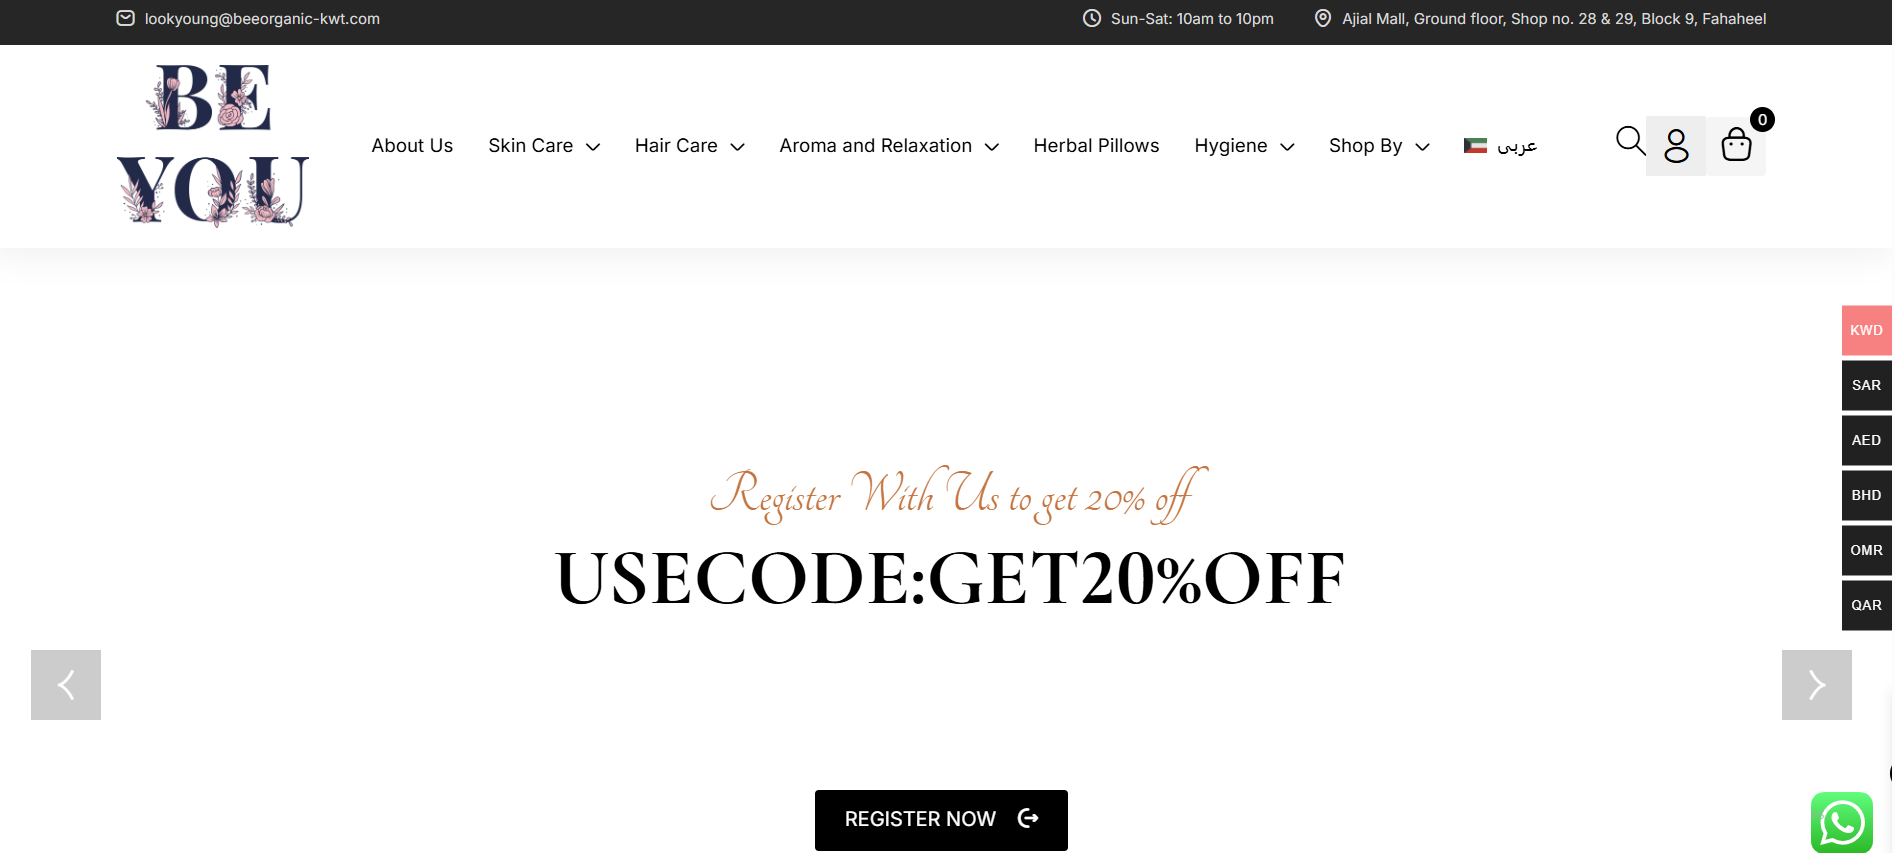 lookyoung@beeorganic-kwt.com
Sun-Sat: 10am to 10pm
Ajial Mall, Ground floor, Shop no. 28 & 29, Block 9, Fahaheel
BE
YOU
About Us
Skin Care
Hair Care
Aroma and Relaxation
Herbal Pillows
Hygiene
Shop By
عربى
0
KWD
SAR
AED
BHD
OMR
QAR
Register With Us to get 20% off
USECODE:GET20%OFF
REGISTER NOW